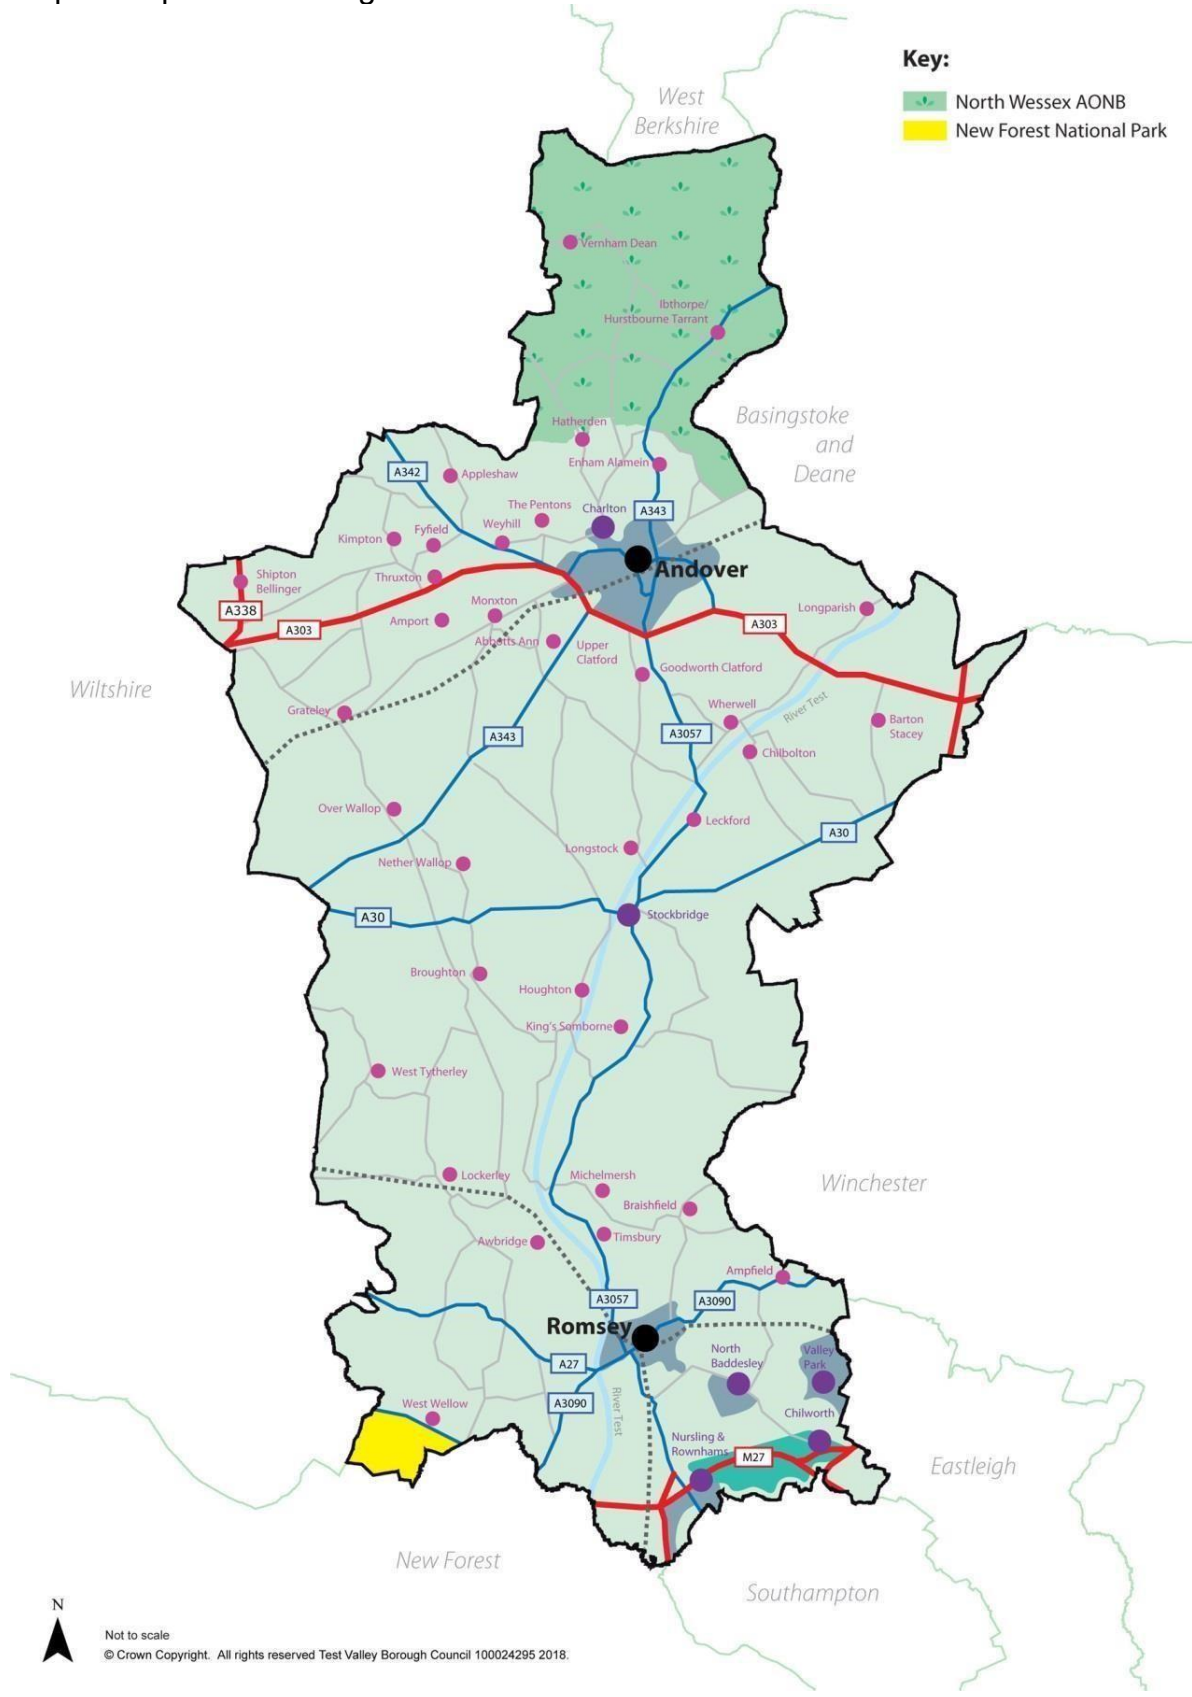 Key:
North Wessex AONB
New Forest National Park
West
Berkshire
Vernham Dean
Ibthorpe/
Hurstbourne Tarrant
Basingstoke
and
Deane
Hatherden
Enham Alamein
A342
Appleshaw
The Pentons
Charlton
A343
Weyhill
Fyfield
Kimpton
Andover
Shipton
Bellinger
Thruxton
A338
A303
Monxton
Amport
Longparish
A303
Abbotts Ann
Upper
Clatford
Goodworth Clatford
Wiltshire
Grateley
Wherwell
River Test
Barton
Stacey
A343
A3057
Chilbolton
Over Wallop
Leckford
A30
Longstock
Nether Wallop
A30
Stockbridge
Broughton
Houghton
King's Somborne
West Tytherley
Lockerley
Michelmersh
Winchester
Braishfield
Awbridge
Timsbury
Ampfield
A3057
A3090
Romsey
North
Baddesley
Valley
Park
A27
A3090
River Test
West Wellow
Chilworth
Nursling &
Rownhams
M27
Eastleigh
New Forest
Southampton
N
Not to scale
© Crown Copyright. All rights reserved Test Valley Borough Council 100024295 2018.